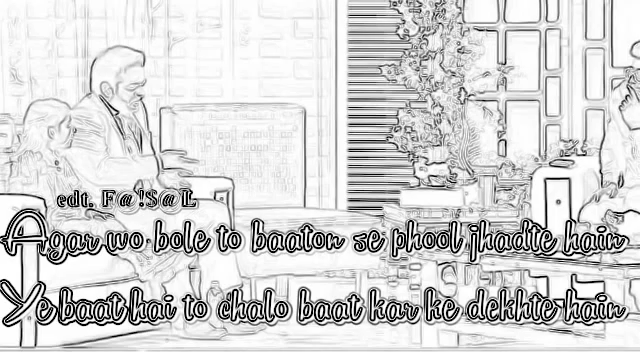 edt. F@!S@L
Agar wo bole to baaton se phool jhadte hain
Ye baat hai to chalo baat kar ke dekhte hain